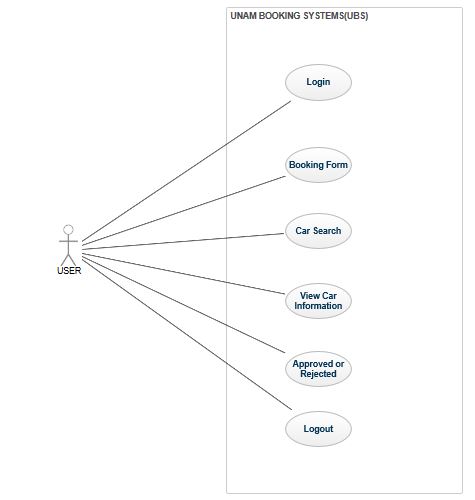 UNAM BOOKING SYSTEMS(UBS)
Login
Booking Form
Car Search
USER
View Car
Information
Approved or
Rejected
Logout